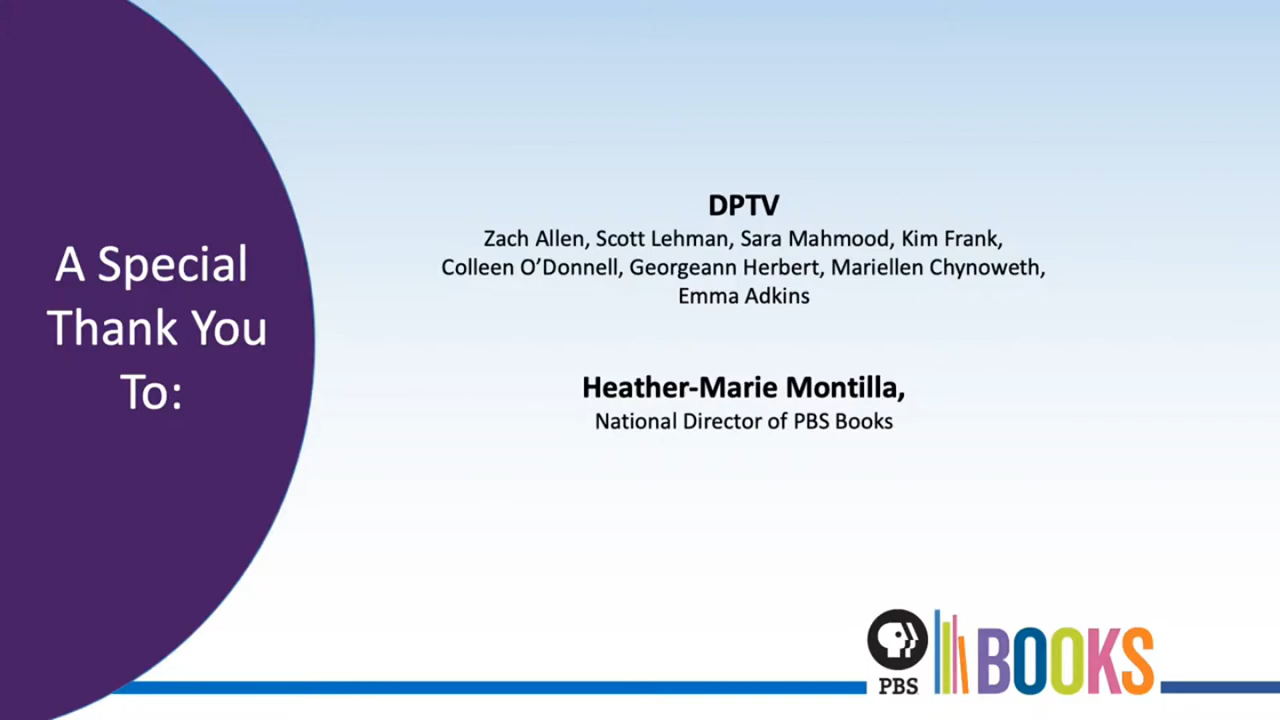 A Special
Thank You
To:
DPTV
Zach Allen, Scott Lehman, Sara Mahmood, Kim Frank,
Colleen O’Donnell, Georgeann Herbert, Mariellen Chynoweth,
Emma Adkins
Heather-Marie Montilla,
National Director of PBS Books
PBS
BOOKS